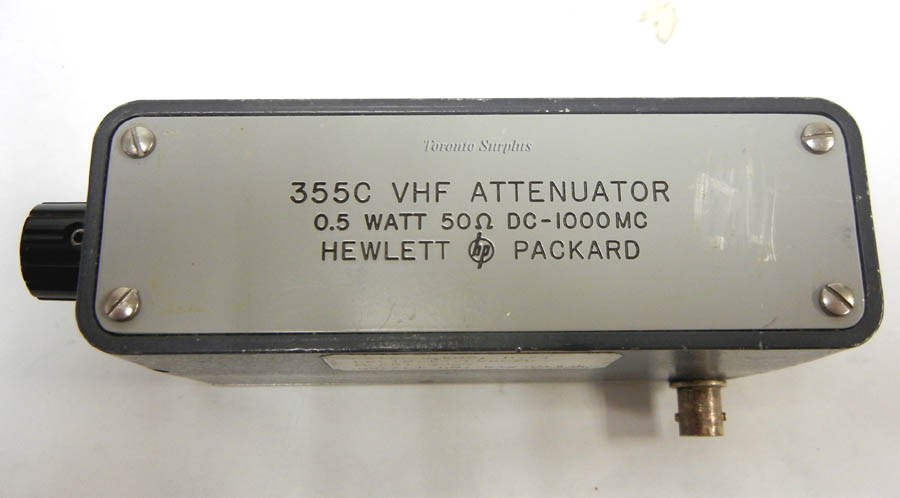 Toronto Surplus
355C VHF ATTENUATOR
0.5 WATT 50Ω DC-1000MC
HEWLETT hp PACKARD